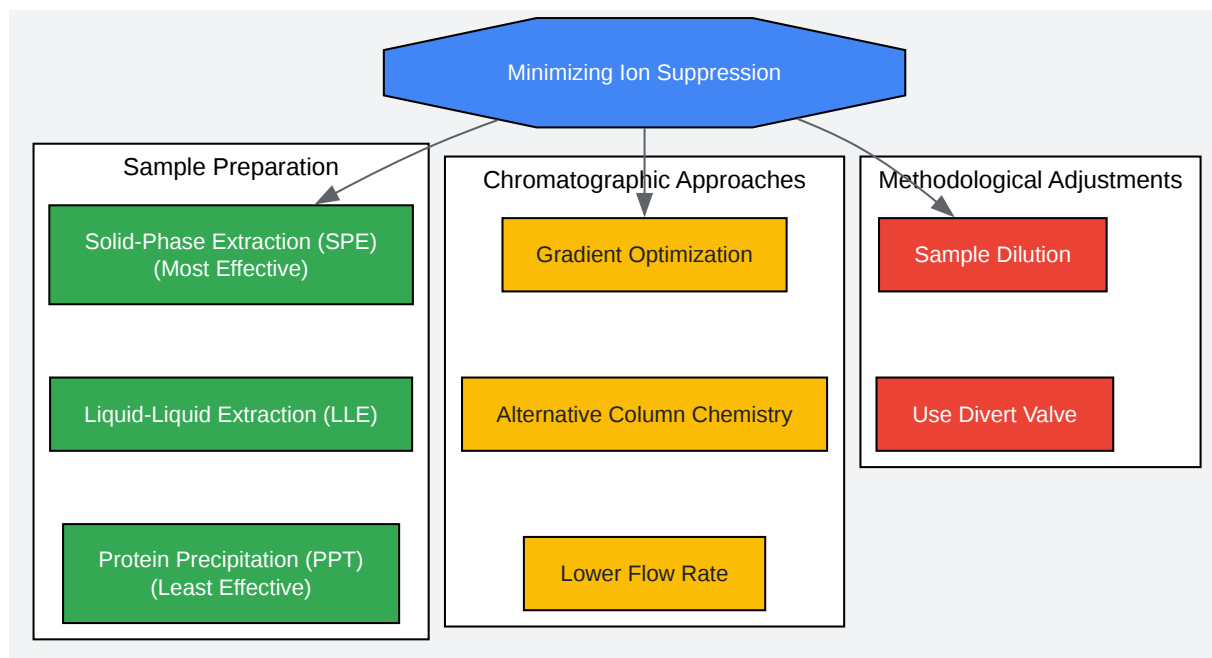 Minimizing Ion Suppression
Sample Preparation
Solid-Phase Extraction (SPE)
(Most Effective)
Liquid-Liquid Extraction (LLE)
Protein Precipitation (PPT)
(Least Effective)
Chromatographic Approaches
Gradient Optimization
Alternative Column Chemistry
Lower Flow Rate
Methodological Adjustments
Sample Dilution
Use Divert Valve